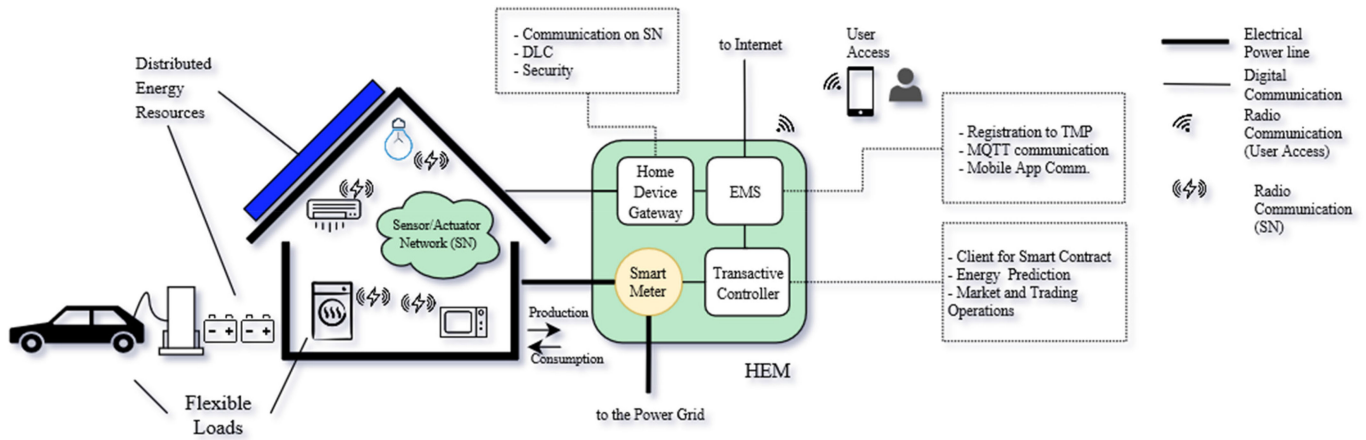 Distributed
Energy
Resources
Sensor/Actuator
Network (SN)
Flexible
Loads
Production
Consumption
- Communication on SN
- DLC
- Security
to Internet
User
Access
Home
Device
Gateway
EMS
Smart
Meter
Transactive
Controller
HEM
to the Power Grid
- Registration to TMP
- MQTT communication
- Mobile App Comm.
- Client for Smart Contract
- Energy Prediction
- Market and Trading
Operations
Electrical
Power line
Digital
Communication
Radio
Communication
(User Access)
Radio
Communication
(SN)